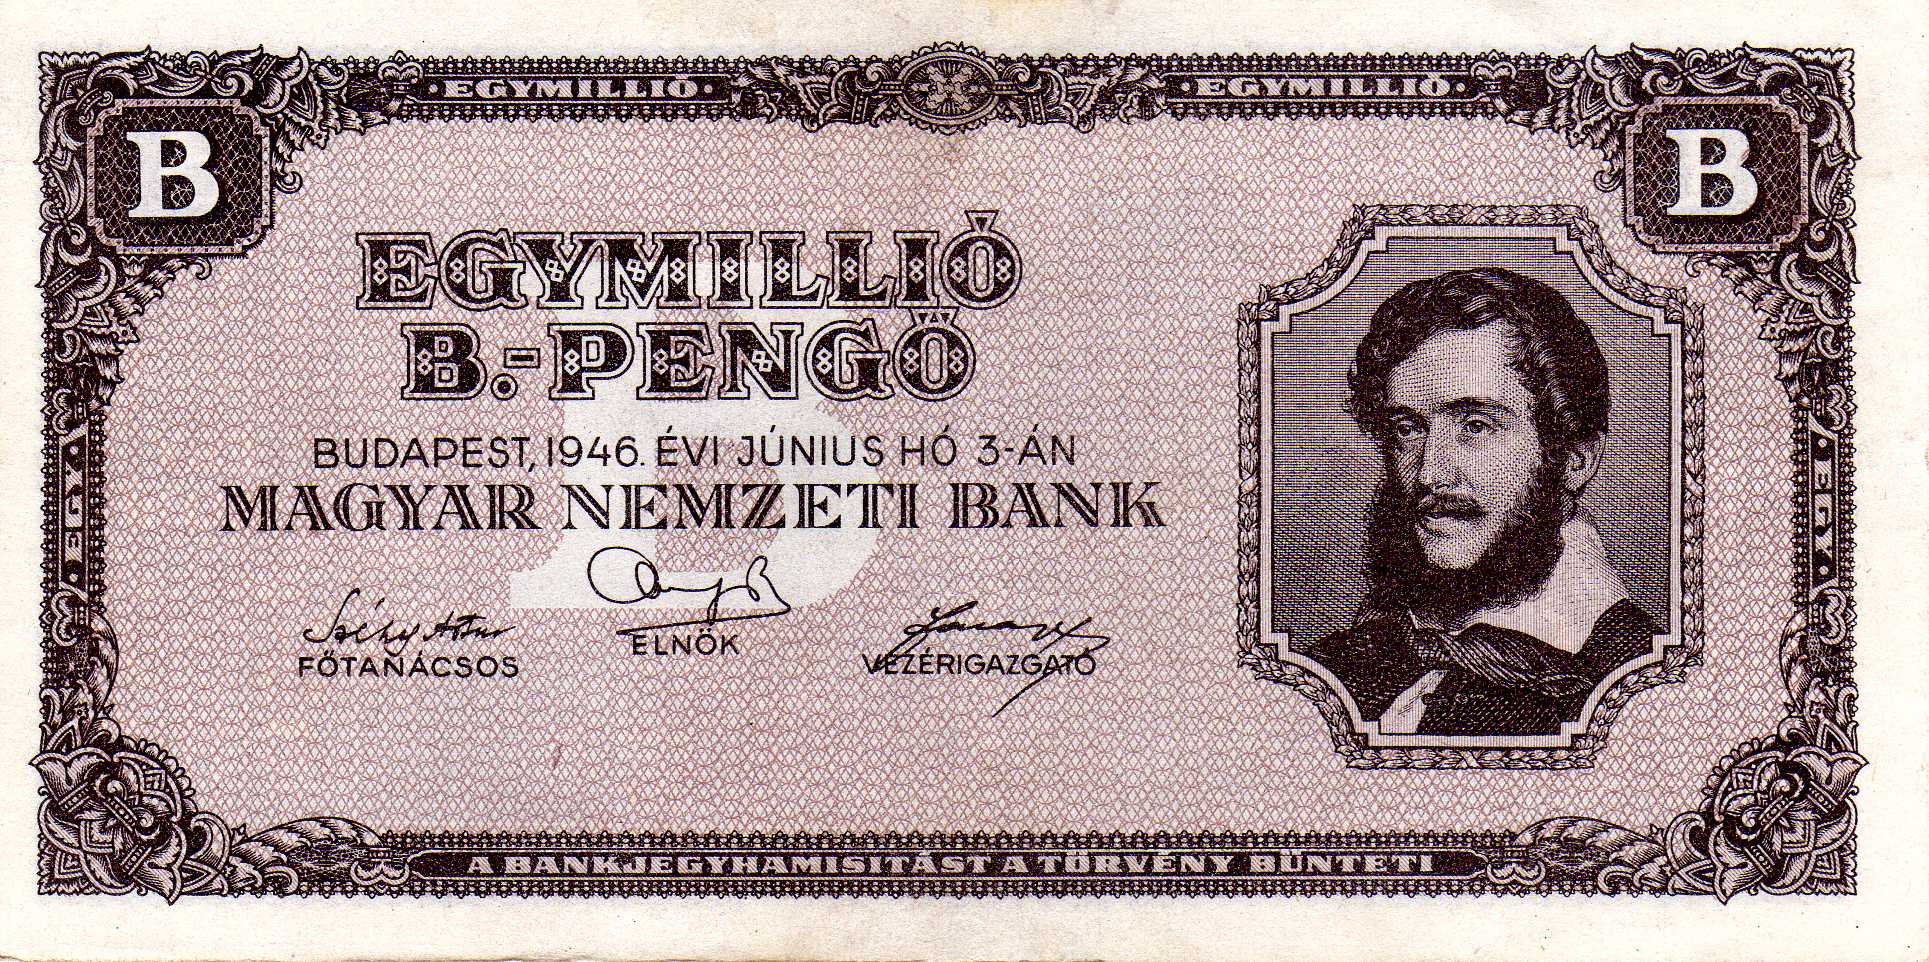 · EGYMILLIÓ · · EGYMILLIÓ ·
B B
EGYMILLIÓ
B.-PENGŐ
BUDAPEST, 1946. ÉVI JÚNIUS HÓ 3-ÁN
MAGYAR NEMZETI BANK
Széky Artur
FŐTANÁCSOS
ELNÖK
VEZÉRIGAZGATÓ
· EGY · · EGY ·
A BANKJEGYHAMISITÁST A TÖRVÉNY BÜNTETI